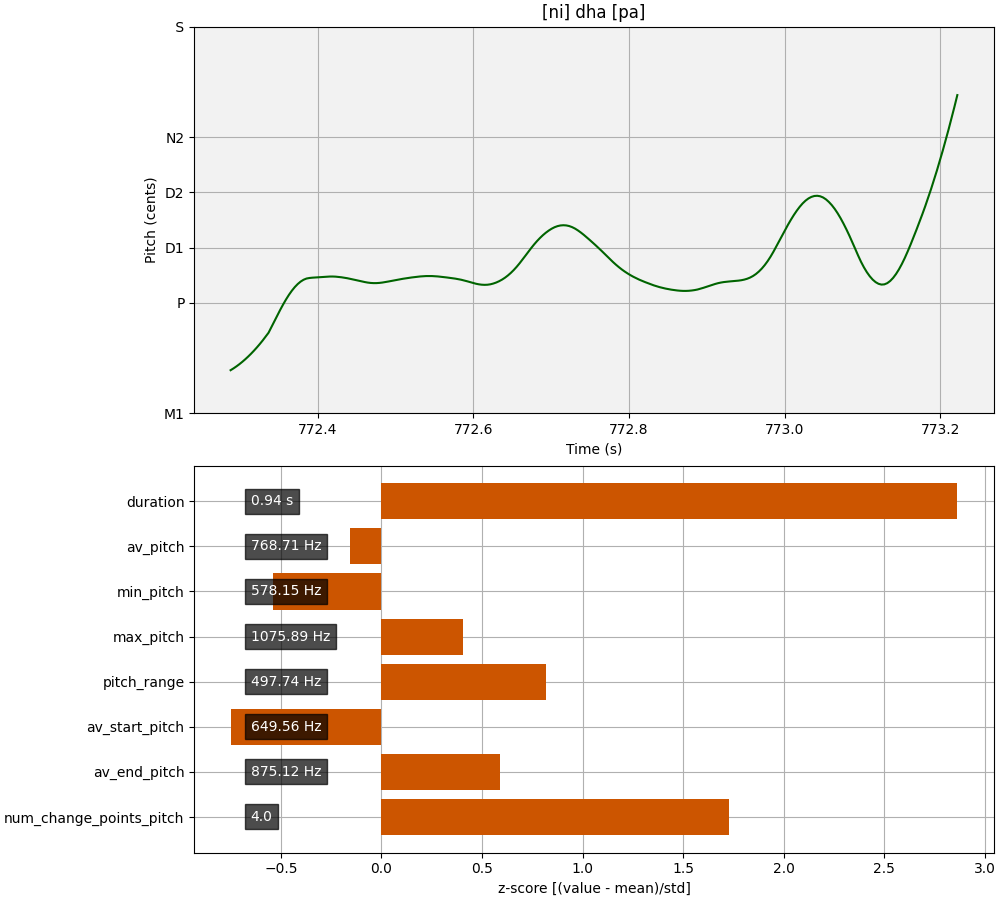 [ni] dha [pa]
S
N2
D2
D1
P
M1
Pitch (cents)
772.4 772.6 772.8 773.0 773.2
Time (s)
duration 0.94 s
av_pitch 768.71 Hz
min_pitch 578.15 Hz
max_pitch 1075.89 Hz
pitch_range 497.74 Hz
av_start_pitch 649.56 Hz
av_end_pitch 875.12 Hz
num_change_points_pitch 4.0
−0.5 0.0 0.5 1.0 1.5 2.0 2.5 3.0
z-score [(value - mean)/std]